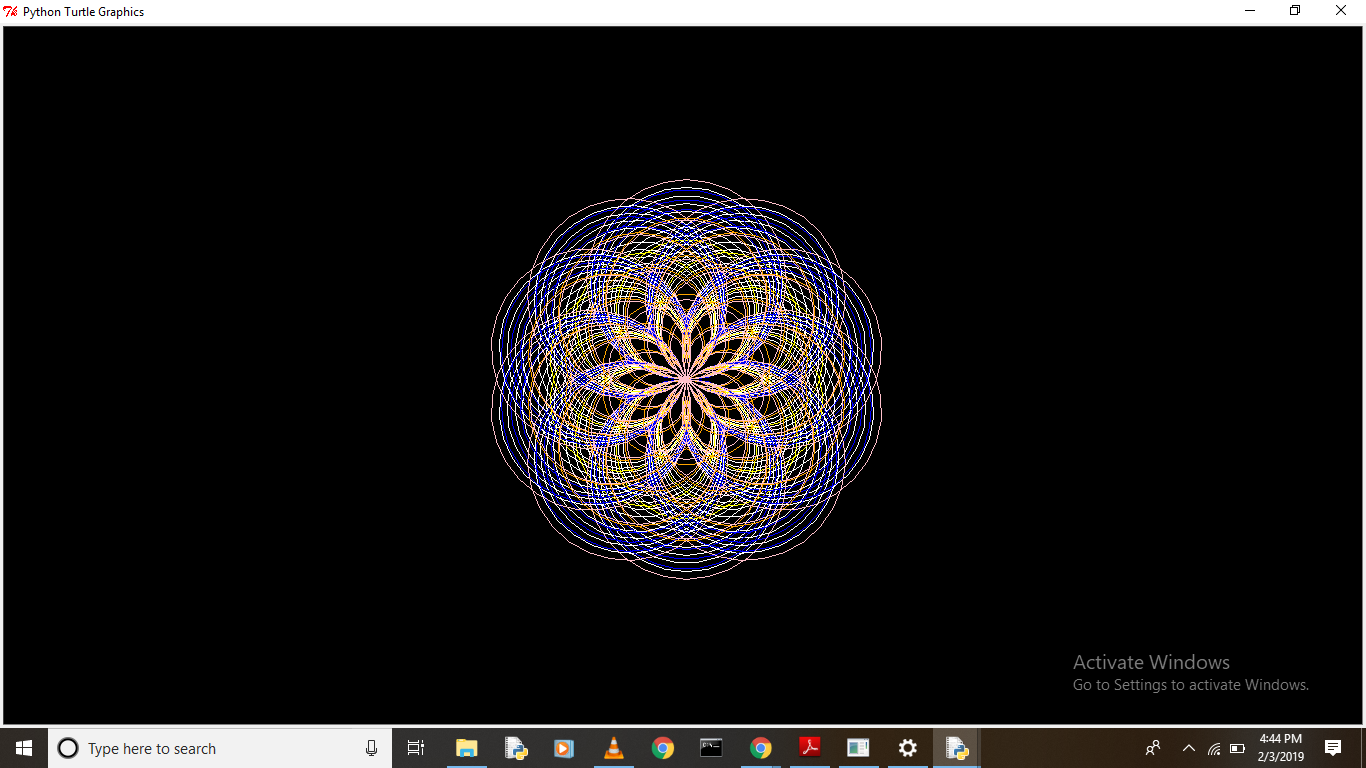 Python Turtle Graphics
Activate Windows
Go to Settings to activate Windows.
Type here to search
4:44 PM
2/3/2019